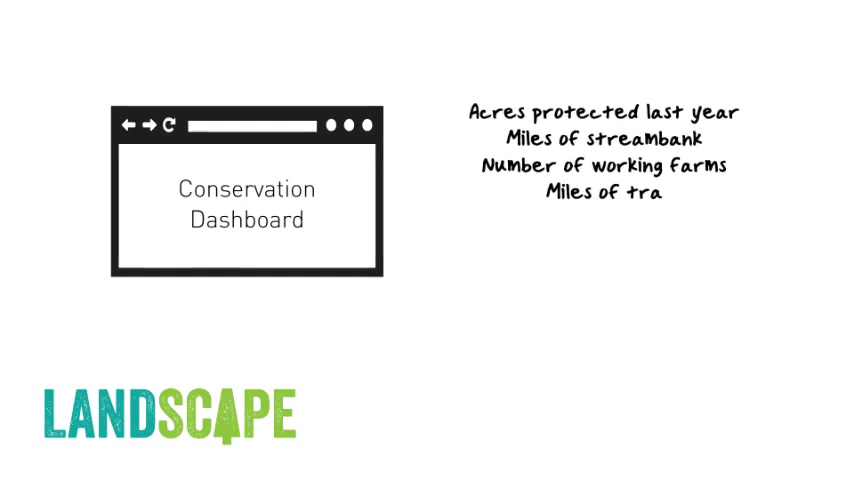 Conservation
Dashboard
Acres protected last year
Miles of streambank
Number of working farms
Miles of tra
LANDSCAPE